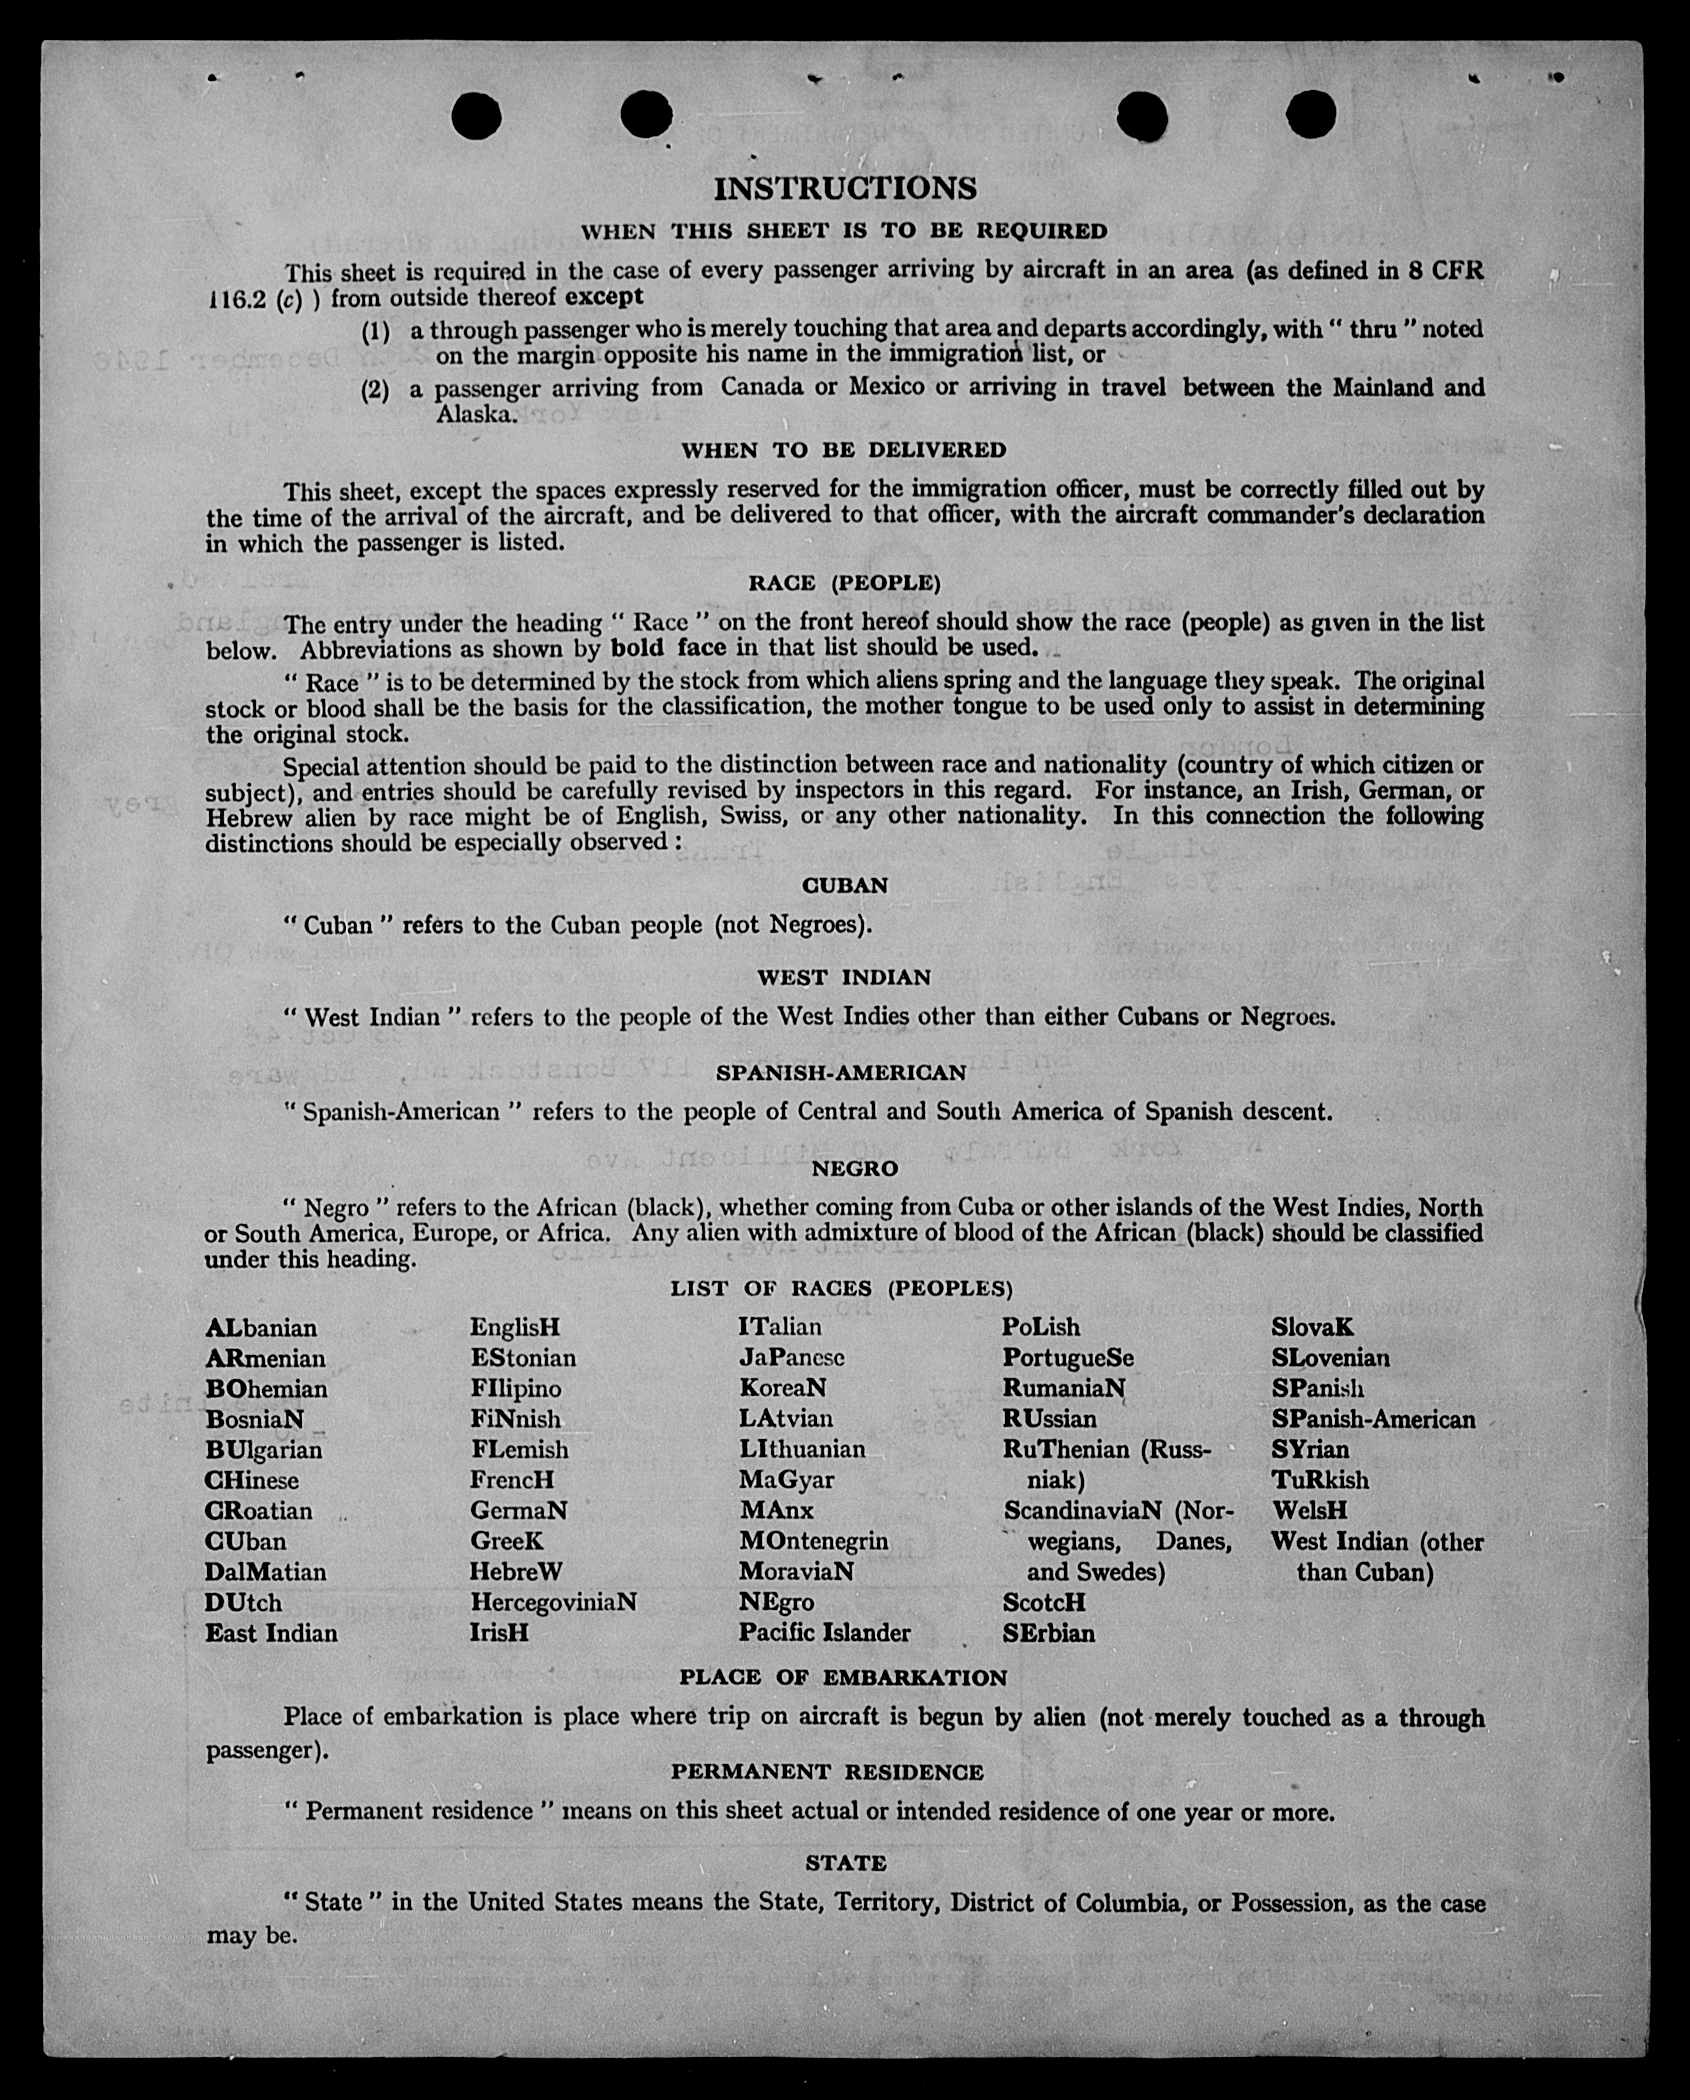 INSTRUCTIONS
WHEN THIS SHEET IS TO BE REQUIRED
This sheet is required in the case of every passenger arriving by aircraft in an area (as defined in 8 CFR
116.2 (c) ) from outside thereof except
(1) a through passenger who is merely touching that area and departs accordingly, with “ thru ” noted
on the margin opposite his name in the immigration list, or
(2) a passenger arriving from Canada or Mexico or arriving in travel between the Mainland and
Alaska.
WHEN TO BE DELIVERED
This sheet, except the spaces expressly reserved for the immigration officer, must be correctly filled out by
the time of the arrival of the aircraft, and be delivered to that officer, with the aircraft commander's declaration
in which the passenger is listed.
RACE (PEOPLE)
The entry under the heading “ Race ” on the front hereof should show the race (people) as given in the list
below. Abbreviations as shown by bold face in that list should be used.
“ Race ” is to be determined by the stock from which aliens spring and the language they speak. The original
stock or blood shall be the basis for the classification, the mother tongue to be used only to assist in determining
the original stock.
Special attention should be paid to the distinction between race and nationality (country of which citizen or
subject), and entries should be carefully revised by inspectors in this regard. For instance, an Irish, German, or
Hebrew alien by race might be of English, Swiss, or any other nationality. In this connection the following
distinctions should be especially observed :
CUBAN
“ Cuban ” refers to the Cuban people (not Negroes).
WEST INDIAN
“ West Indian ” refers to the people of the West Indies other than either Cubans or Negroes.
SPANISH-AMERICAN
“ Spanish-American ” refers to the people of Central and South America of Spanish descent.
NEGRO
“ Negro ” refers to the African (black), whether coming from Cuba or other islands of the West Indies, North
or South America, Europe, or Africa. Any alien with admixture of blood of the African (black) should be classified
under this heading.
LIST OF RACES (PEOPLES)
ALbanian
ARmenian
BOhemian
BosniaN
BUlgarian
CHinese
CRoatian
CUban
DalMatian
DUtch
East Indian
EnglisH
EStonian
FIlipino
FiNnish
FLemish
FrencH
GermaN
GreeK
HebreW
HercegoviniaN
IrisH
ITalian
JaPanese
KoreaN
LAtvian
LIthuanian
MaGyar
MAnx
MOntenegrin
MoraviaN
NEgro
Pacific Islander
PoLish
PortugueSe
RumaniaN
RUssian
RuThenian (Russ-
niak)
ScandinaviaN (Nor-
wegians, Danes,
and Swedes)
ScotcH
SErbian
SlovaK
SLovenian
SPanish
SPanish-American
SYrian
TuRkish
WelsH
West Indian (other
than Cuban)
PLACE OF EMBARKATION
Place of embarkation is place where trip on aircraft is begun by alien (not merely touched as a through
passenger).
PERMANENT RESIDENCE
“ Permanent residence ” means on this sheet actual or intended residence of one year or more.
STATE
“ State ” in the United States means the State, Territory, District of Columbia, or Possession, as the case
may be.